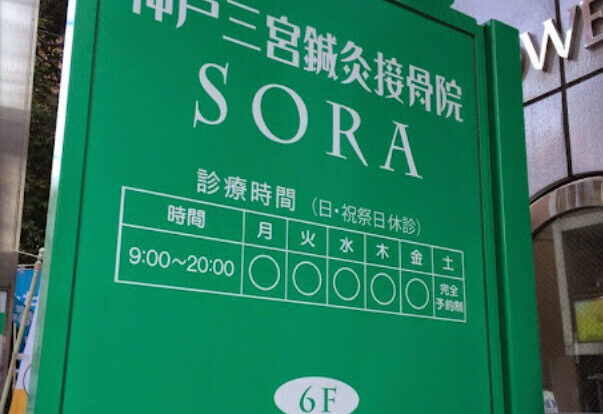 神戸三宮鍼灸接骨院
SORA
診療時間 (日・祝祭日休診)
時間 月 火 水 木 金 土
9:00〜20:00 ○ ○ ○ ○ ○ 完全予約制
6F